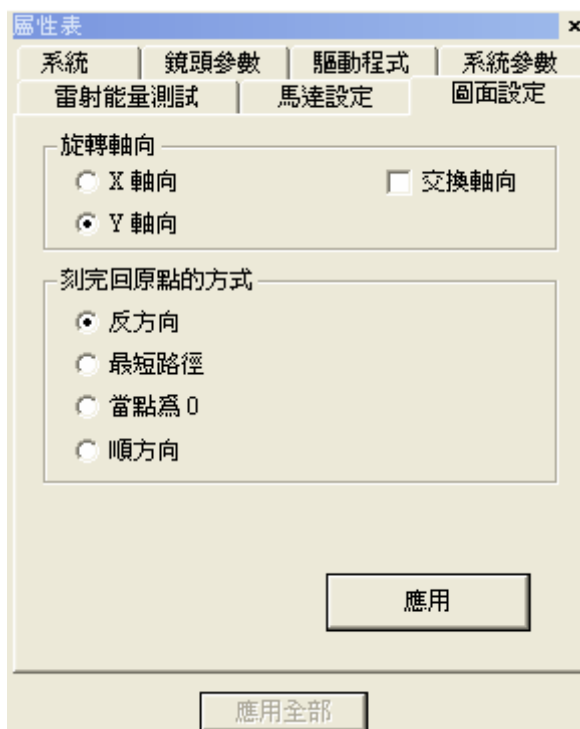 屬性表
系統 鏡頭參數 驅動程式 系統參數
雷射能量測試 馬達設定 圓面設定
旋轉軸向
X 軸向 交換軸向
Y 軸向
刻完回原點的方式
反方向
最短路徑
當點爲 0
順方向
應用
應用全部